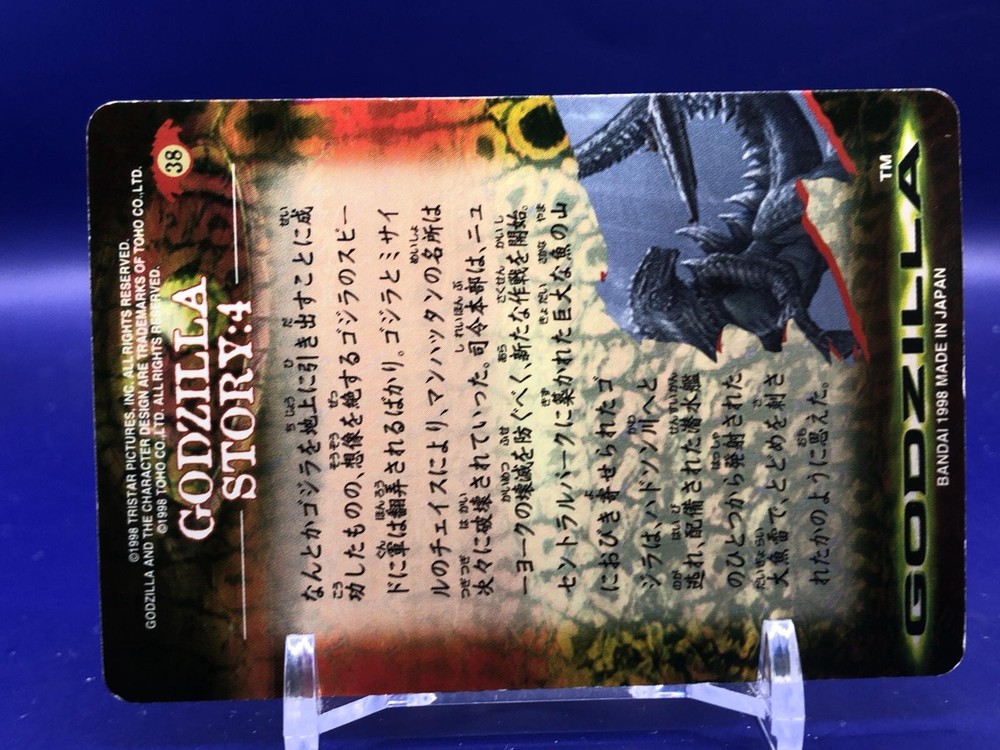 ©1998 TRISTAR PICTURES, INC. ALL RIGHTS RESERVED.
GODZILLA AND THE CHARACTER DESIGN ARE TRADEMARKS OF TOHO CO.,LTD.
©1998 TOHO CO.,LTD. ALL RIGHTS RESERVED.
38
GODZILLA
STORY:4
なんとかゴジラを地上に引き出すことに成
功したものの、想像を絶するゴジラのスピー
ドに軍は翻弄されるばかり。ゴジラとミサイ
ルのチェイスにより、マンハッタンの名所は
次々に破壊されていった。司令本部は、ニュ
ーヨークの壊滅を防ぐべく、新たな作戦を開始。
セントラルパークに築かれた巨大な魚の山
におびき寄せられたゴ
ジラは、ハドソン川へと
逃れ、配備された潜水艦
のひとつから発射された
大魚雷で、とどめを刺さ
れたかのように思えた。
GODZILLA™
BANDAI 1998 MADE IN JAPAN